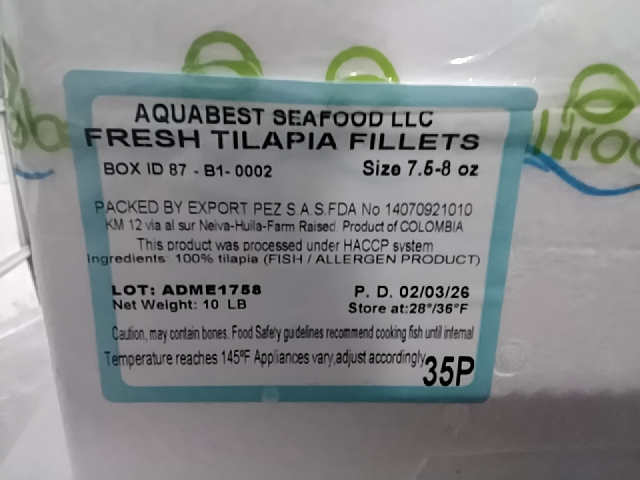 AQUABEST SEAFOOD LLC
FRESH TILAPIA FILLETS
BOX ID 87 - B1- 0002 Size 7.5-8 oz
PACKED BY EXPORT PEZ S.A.S.FDA No 14070921010
KM 12 via al sur Neiva-Huila-Farm Raised. Product of COLOMBIA
This product was processed under HACCP system
Ingredients: 100% tilapia (FISH / ALLERGEN PRODUCT)
LOT: ADME1758 P. D. 02/03/26
Net Weight: 10 LB Store at:28°/36°F
Caution, may contain bones. Food Safety guidelines recommend cooking fish until internal
Temperature reaches 145ºF Appliances vary,adjust accordingly
35P